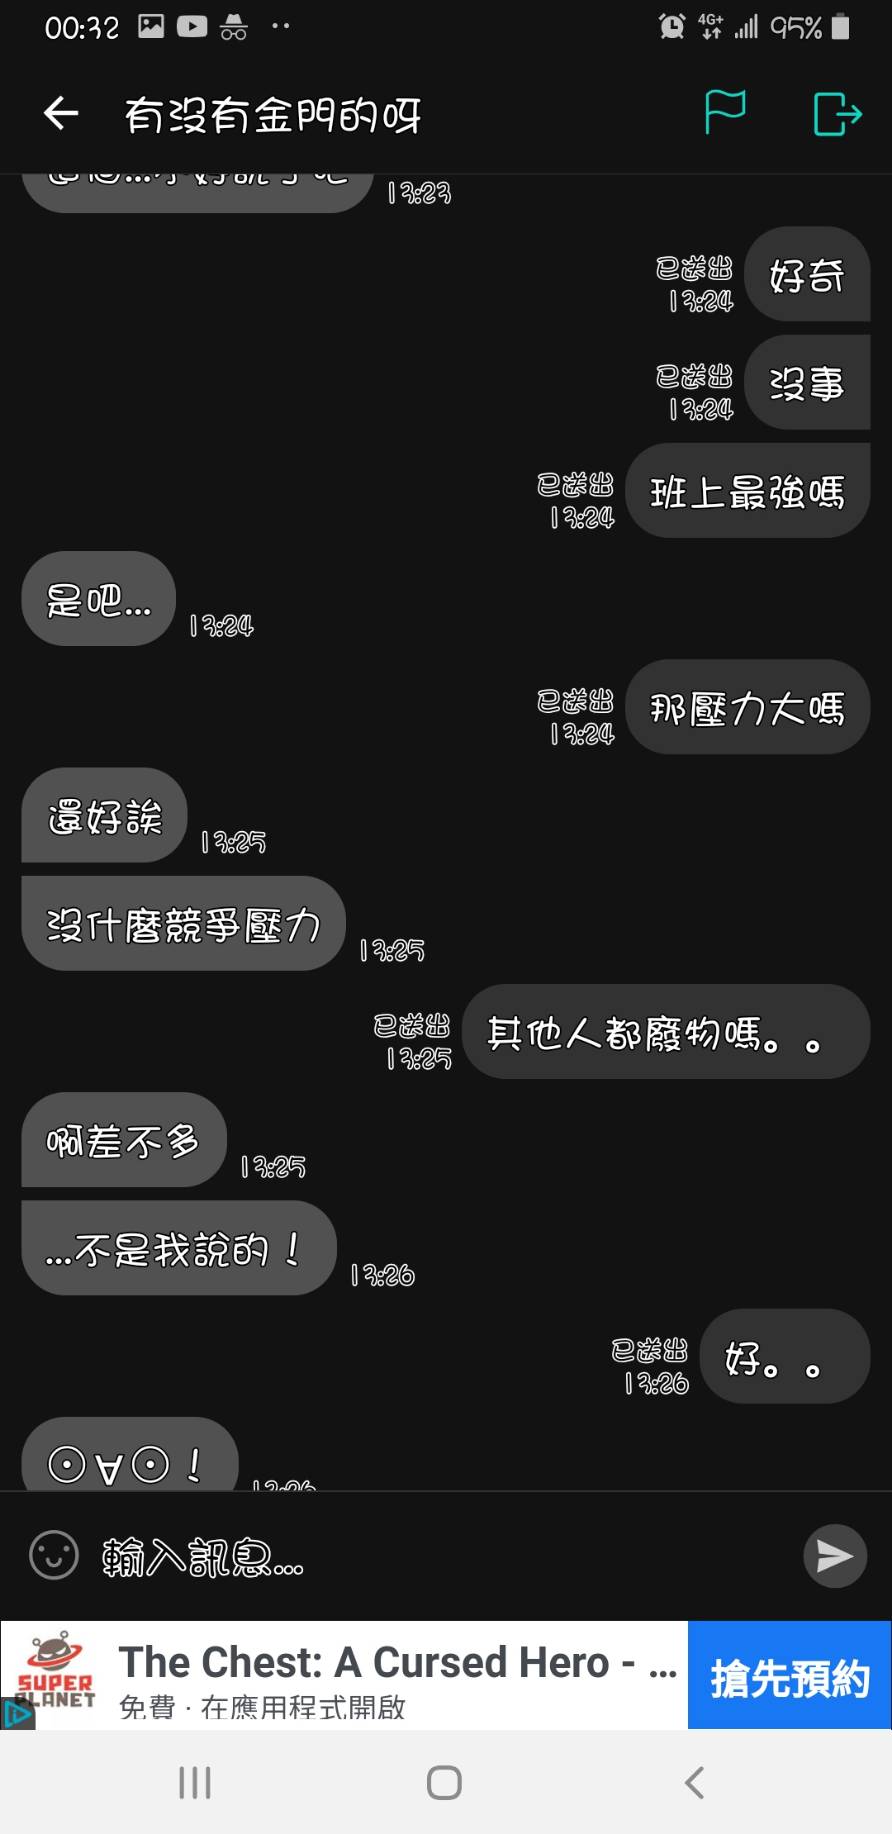 00:32
4G+
95%
有沒有金門的呀
13:23
好奇
已送出
13:24
沒事
已送出
13:24
班上最強嗎
已送出
13:24
是吧...
13:24
那壓力大嗎
已送出
13:24
還好誒
13:25
沒什麼競爭壓力
13:25
其他人都廢物嗎。。
已送出
13:25
啊差不多
13:25
...不是我說的！
13:26
好。。
已送出
13:26
⊙∀⊙！
13:26
輸入訊息...
SUPER PLANET
The Chest: A Cursed Hero - ...
免費 · 在應用程式開啟
搶先預約